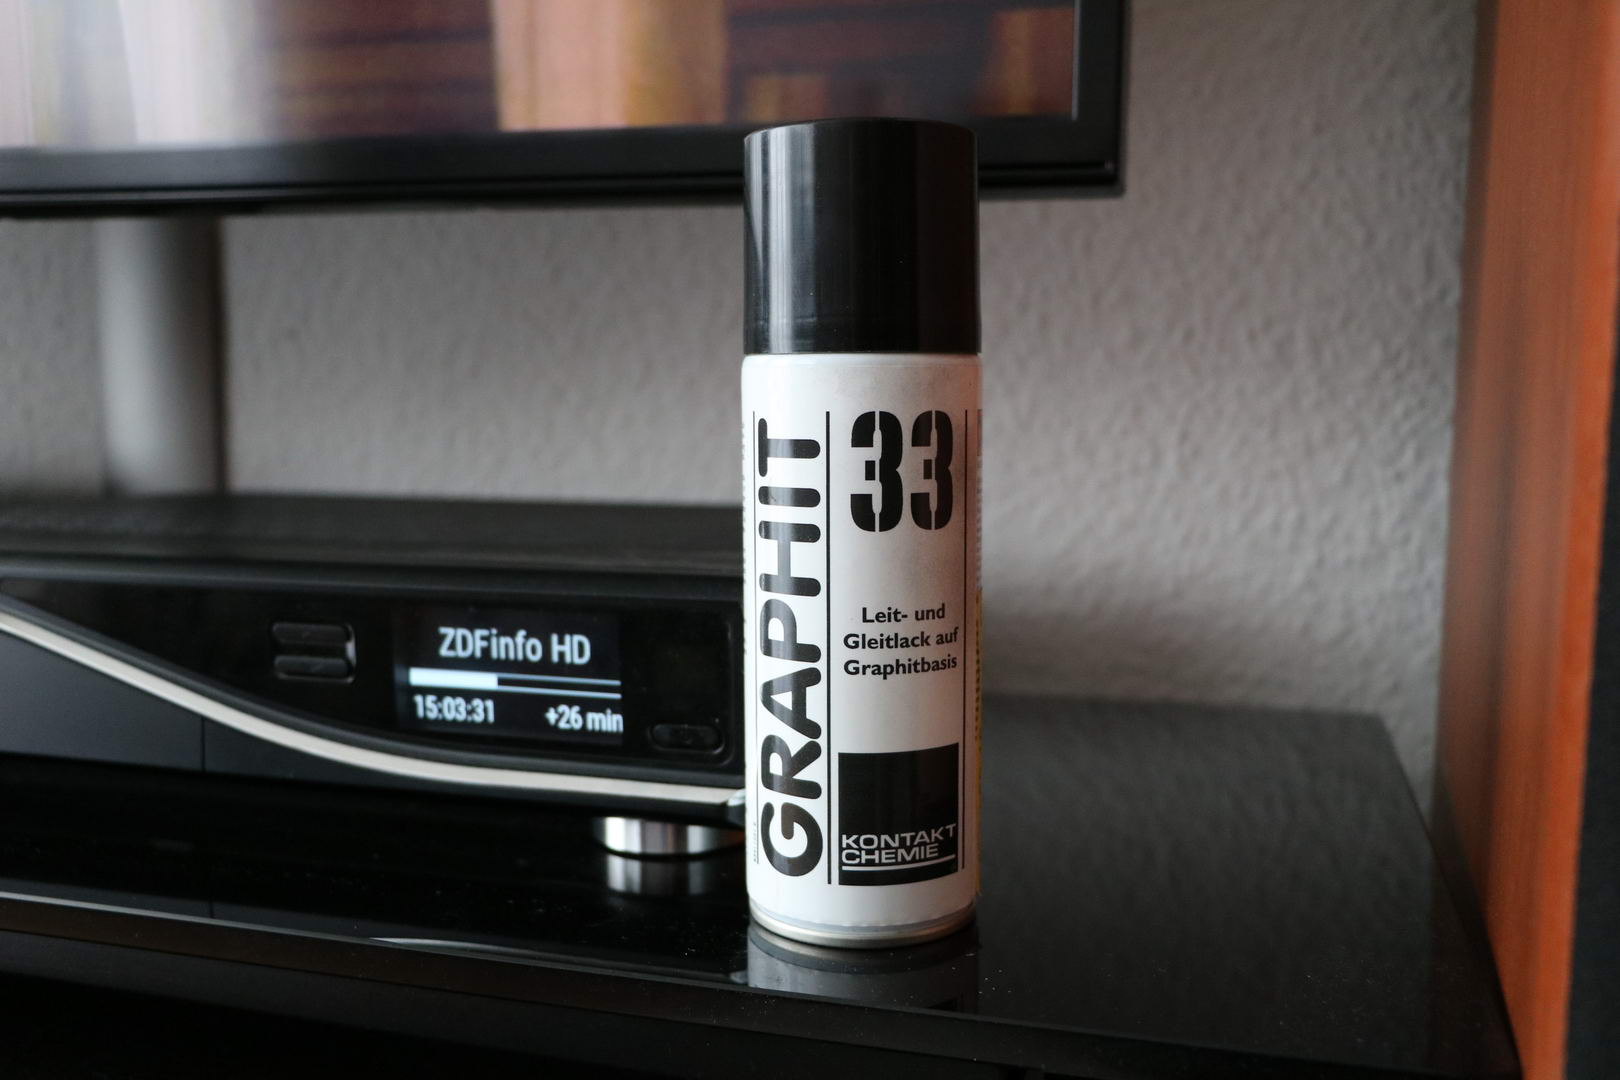 ZDFinfo HD
15:03:31 +26 min
GRAPHIT
33
Leit- und
Gleitlack auf
Graphitbasis
KONTAKT
CHEMIE